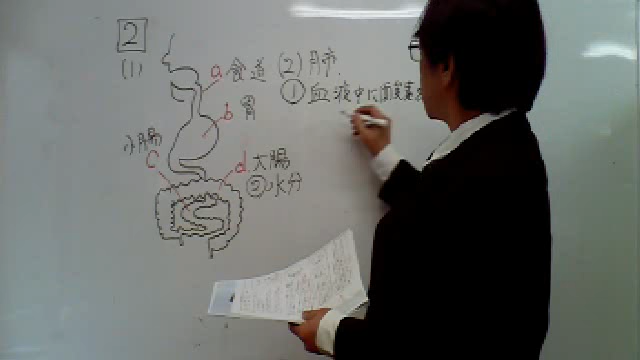 2
(1)
a 食道
b 胃
小腸
c
d 大腸
⑤水分
(2) 肺
① 血液中に酸素を